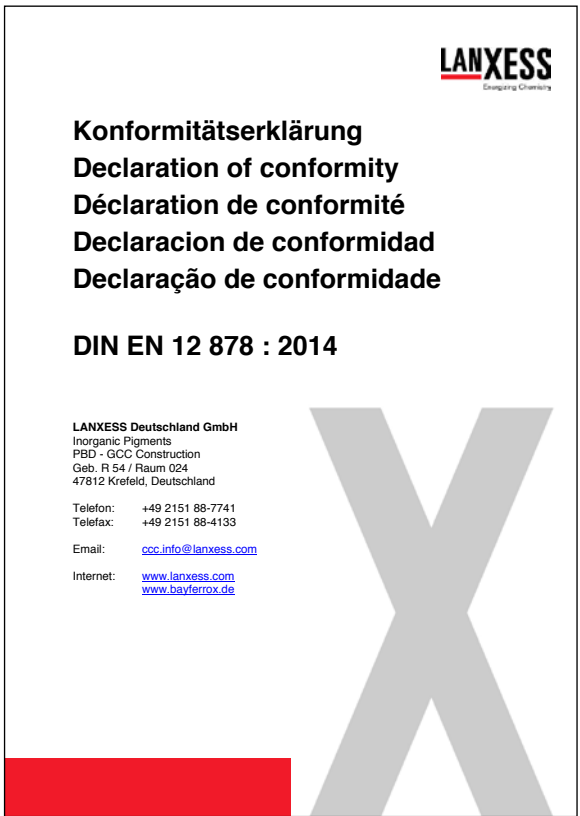 LANXESS
Energizing Chemistry
Konformitätserklärung
Declaration of conformity
Déclaration de conformité
Declaracion de conformidad
Declaração de conformidade
DIN EN 12 878 : 2014
LANXESS Deutschland GmbH
Inorganic Pigments
PBD - GCC Construction
Geb. R 54 / Raum 024
47812 Krefeld, Deutschland
Telefon: +49 2151 88-7741
Telefax: +49 2151 88-4133
Email: ccc.info@lanxess.com
Internet: www.lanxess.com
www.bayferrox.de
X